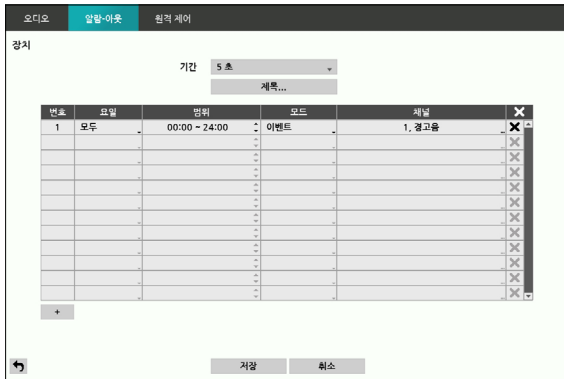 오디오 알람-아웃 원격 제어
장치
기간 5 초
제목...
번호 요일 범위 모드 채널
1 모두 00:00 ~ 24:00 이벤트 1, 경고음
+
저장 취소